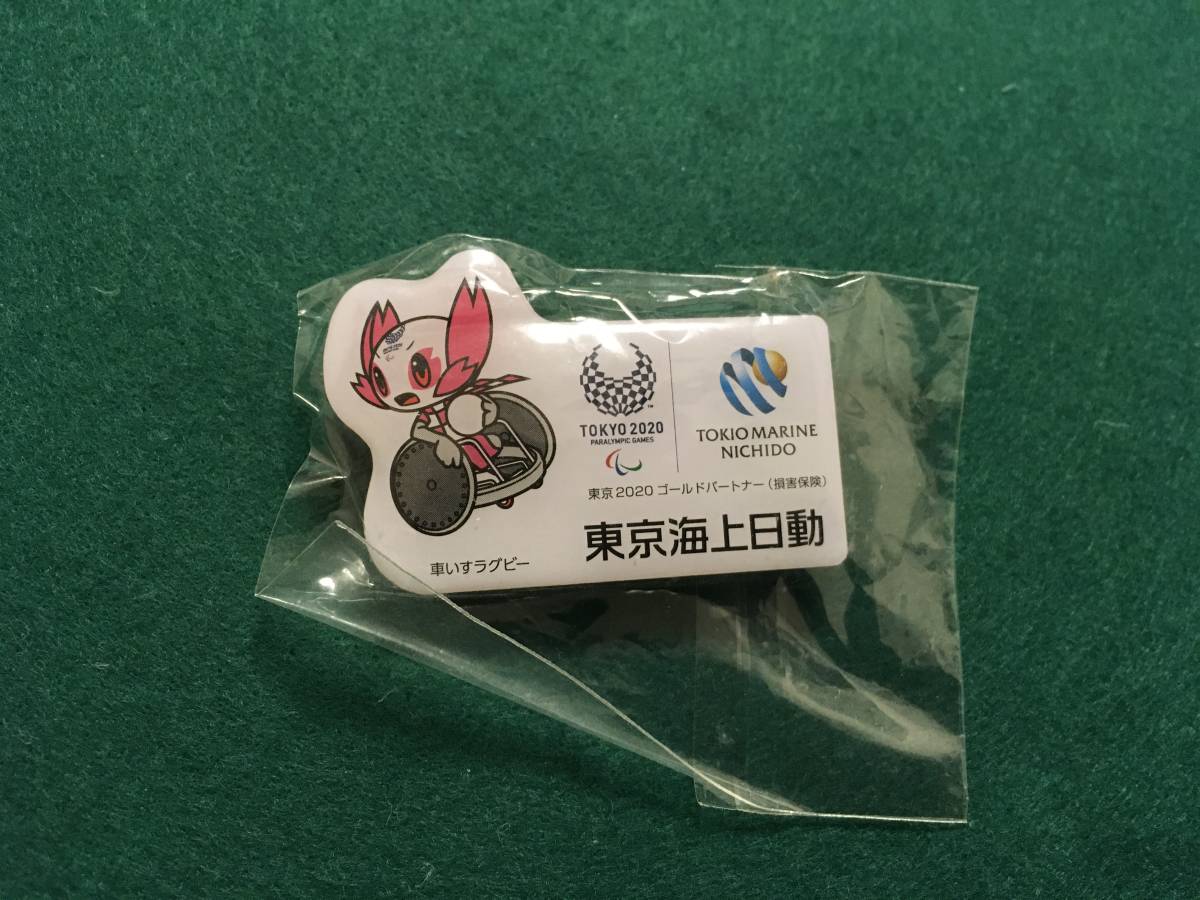 TOKYO 2020
PARALYMPIC GAMES
TOKIO MARINE
NICHIDO
東京2020 ゴールドパートナー(損害保険)
東京海上日動
車いすラグビー